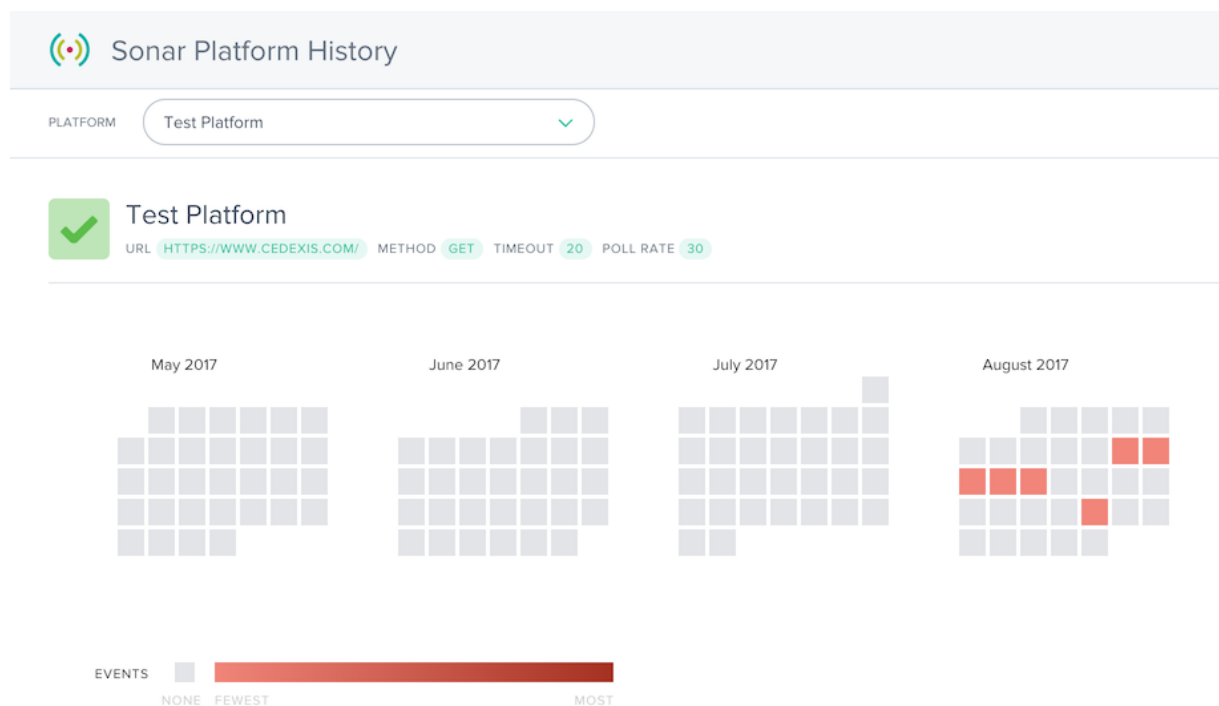 Sonar Platform History
PLATFORM Test Platform
Test Platform
URL HTTPS://WWW.CEDEXIS.COM/ METHOD GET TIMEOUT 20 POLL RATE 30
May 2017 June 2017 July 2017 August 2017
EVENTS
NONE FEWEST MOST